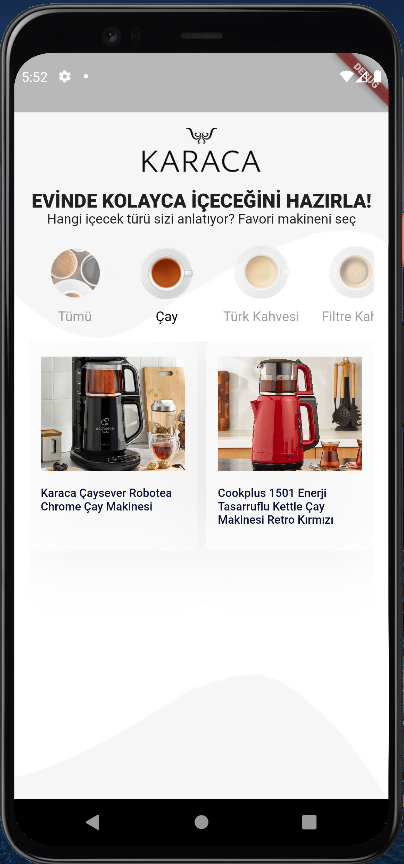 5:52
DEBUG
KARACA
EVİNDE KOLAYCA İÇECEĞİNİ HAZIRLA!
Hangi içecek türü sizi anlatıyor? Favori makineni seç
Tümü
Çay
Türk Kahvesi
Filtre Kah
Karaca Çaysever Robotea
Chrome Çay Makinesi
Cookplus 1501 Enerji
Tasarruflu Kettle Çay
Makinesi Retro Kırmızı